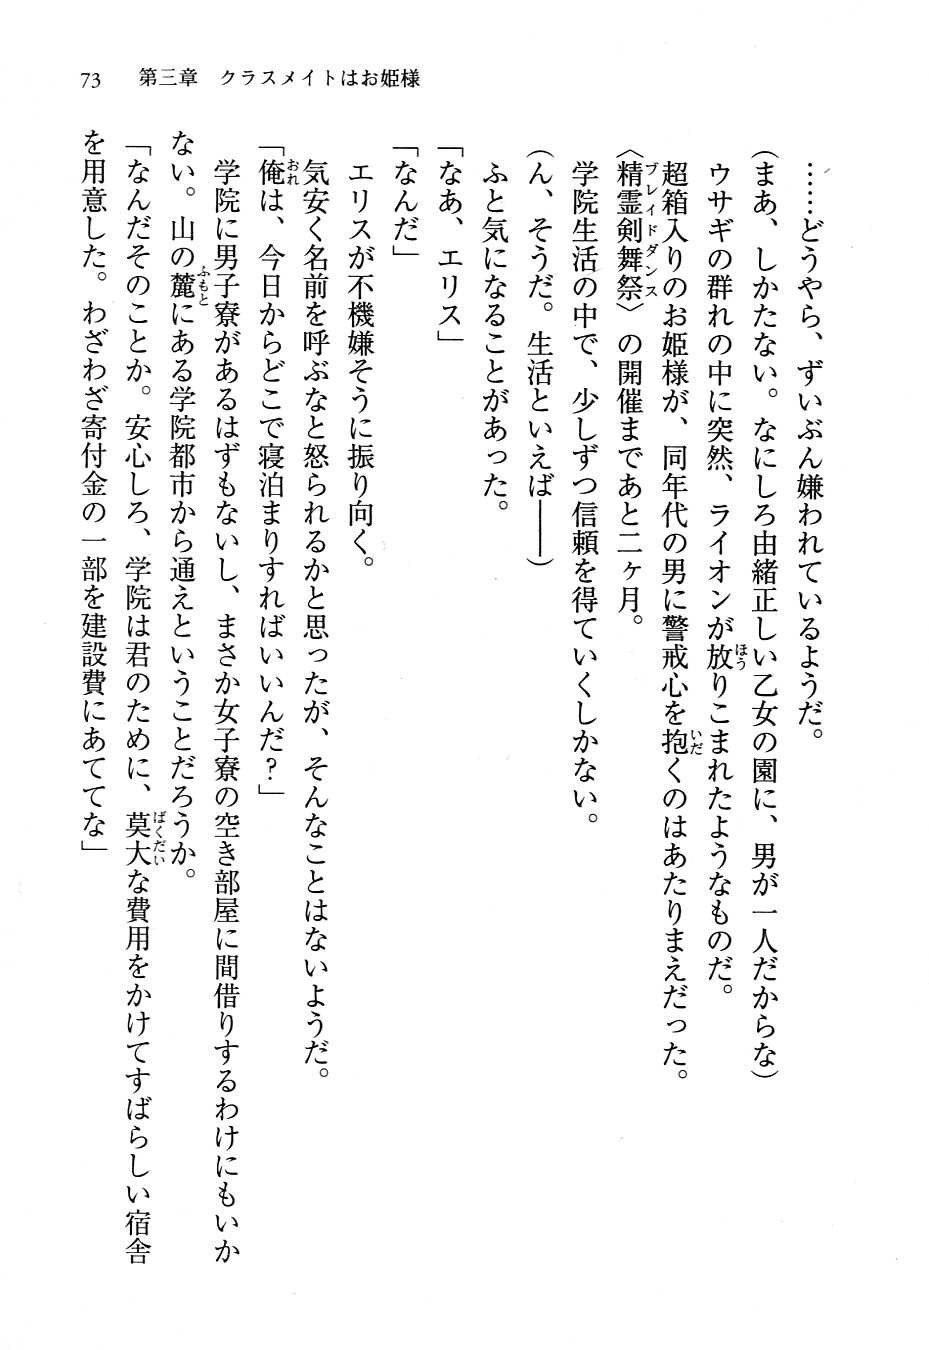 73　第三章　クラスメイトはお姫様
……どうやら、ずいぶん嫌われているようだ。
（まあ、しかたない。なにしろ由緒正しい乙女の園に、男が一人だからな）
ウサギの群れの中に突然、ライオンが放りこまれたようなものだ。
超箱入りのお姫様が、同年代の男に警戒心を抱くのはあたりまえだった。
〈精霊剣舞祭〉の開催まであと二ヶ月。
学院生活の中で、少しずつ信頼を得ていくしかない。
（ん、そうだ。生活といえば――）
ふと気になることがあった。
「なあ、エリス」
「なんだ」
エリスが不機嫌そうに振り向く。
気安く名前を呼ぶなと怒られるかと思ったが、そんなことはないようだ。
「俺は、今日からどこで寝泊まりすればいいんだ？」
学院に男子寮があるはずもないし、まさか女子寮の空き部屋に間借りするわけにもいか
ない。山の麓にある学院都市から通えということだろうか。
「なんだそのことか。安心しろ、学院は君のために、莫大な費用をかけてすばらしい宿舎
を用意した。わざわざ寄付金の一部を建設費にあててな」